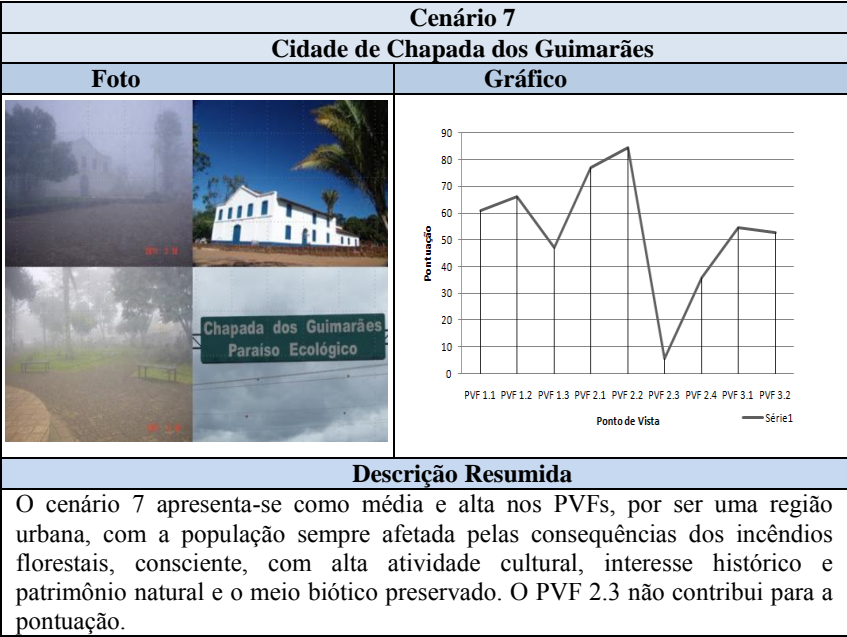 Cenário 7
Cidade de Chapada dos Guimarães
Foto
Gráfico
Chapada dos Guimarães
Paraíso Ecológico
90
80
70
60
50
40
30
20
10
0
Pontuação
PVF 1.1 PVF 1.2 PVF 1.3 PVF 2.1 PVF 2.2 PVF 2.3 PVF 2.4 PVF 3.1 PVF 3.2
Ponto de Vista
Série1
Descrição Resumida
O cenário 7 apresenta-se como média e alta nos PVFs, por ser uma região
urbana, com a população sempre afetada pelas consequências dos incêndios
florestais, consciente, com alta atividade cultural, interesse histórico e
patrimônio natural e o meio biótico preservado. O PVF 2.3 não contribui para a
pontuação.